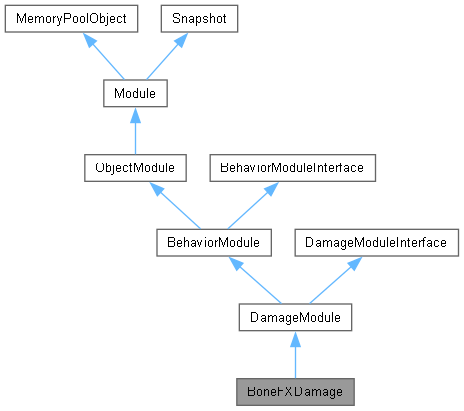 MemoryPoolObject
Snapshot
Module
ObjectModule
BehaviorModuleInterface
BehaviorModule
DamageModuleInterface
DamageModule
BoneFXDamage